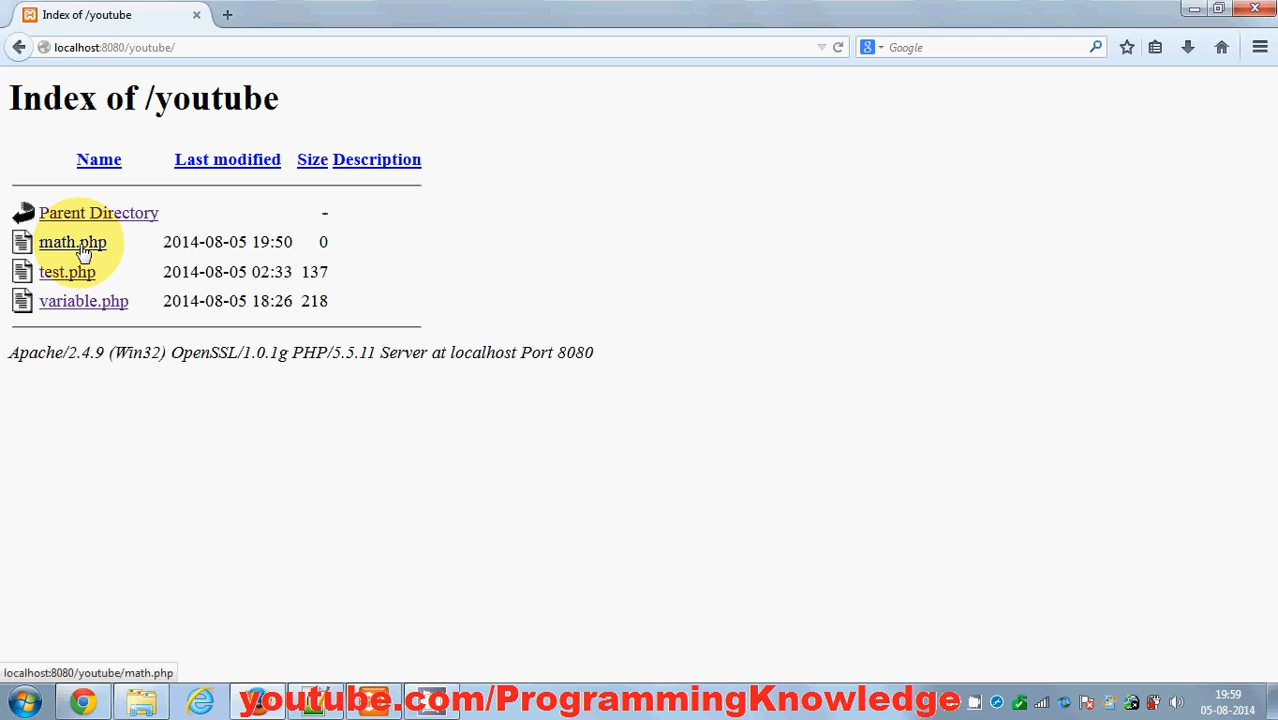 Index of /youtube
localhost:8080/youtube/
Google
Index of /youtube
Name Last modified Size Description
Parent Directory -
math.php 2014-08-05 19:50 0
test.php 2014-08-05 02:33 137
variable.php 2014-08-05 18:26 218
Apache/2.4.9 (Win32) OpenSSL/1.0.1g PHP/5.5.11 Server at localhost Port 8080
localhost:8080/youtube/math.php
youtube.com/ProgrammingKnowledge
19:59
05-08-2014